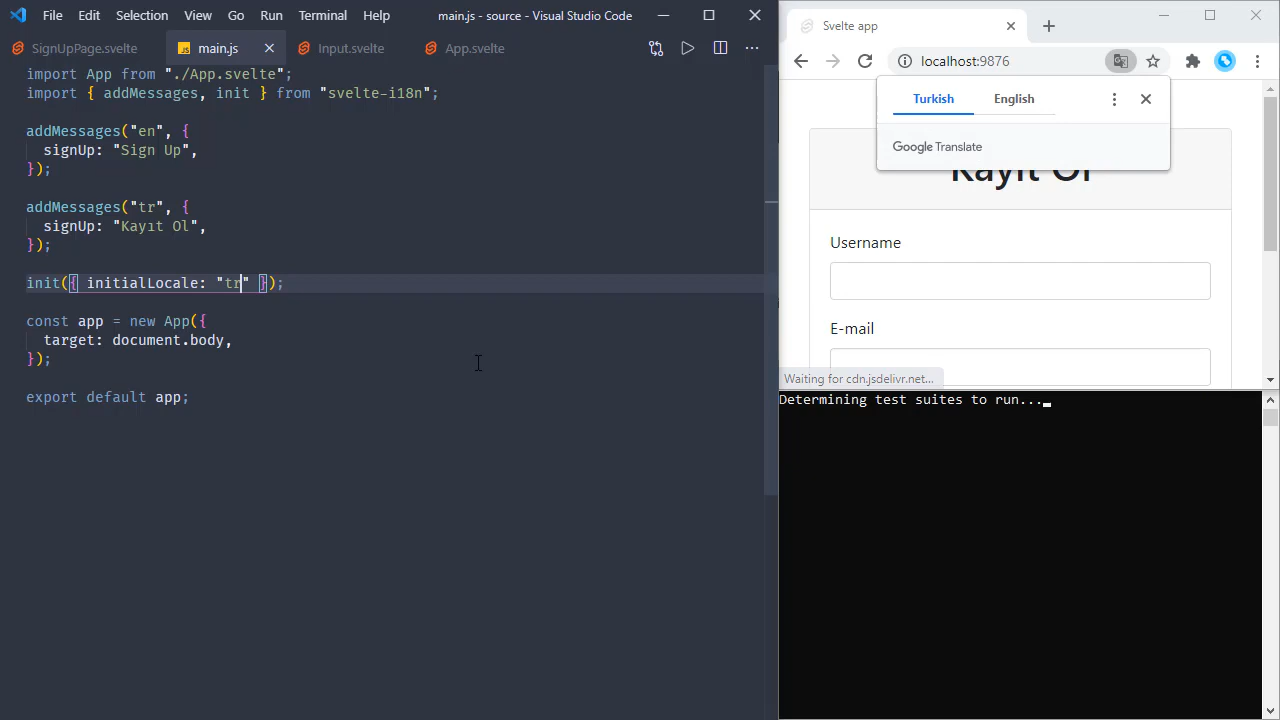 File Edit Selection View Go Run Terminal Help main.js - source - Visual Studio Code
SignUpPage.svelte JS main.js Input.svelte App.svelte
import App from "./App.svelte";
import { addMessages, init } from "svelte-i18n";
addMessages("en", {
signUp: "Sign Up",
});
addMessages("tr", {
signUp: "Kayıt Ol",
});
init({ initialLocale: "tr" });
const app = new App({
target: document.body,
});
export default app;
Svelte app
localhost:9876
Turkish English
Google Translate
Kayıt Ol
Username
E-mail
Waiting for cdn.jsdelivr.net...
Determining test suites to run...